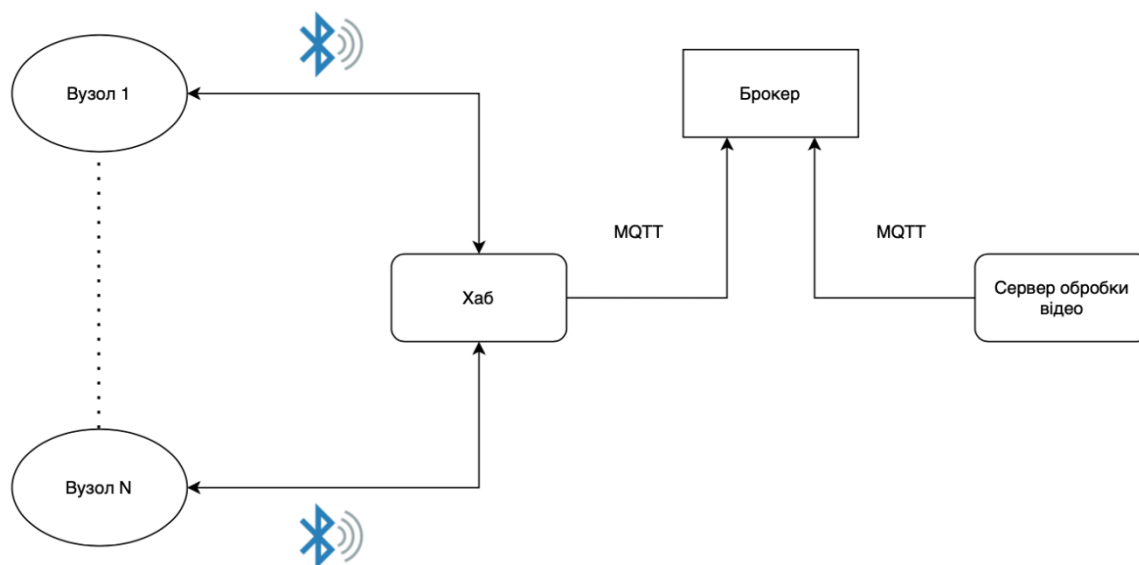 Вузол 1
Брокер
MQTT
MQTT
Хаб
Сервер обробки
відео
Вузол N